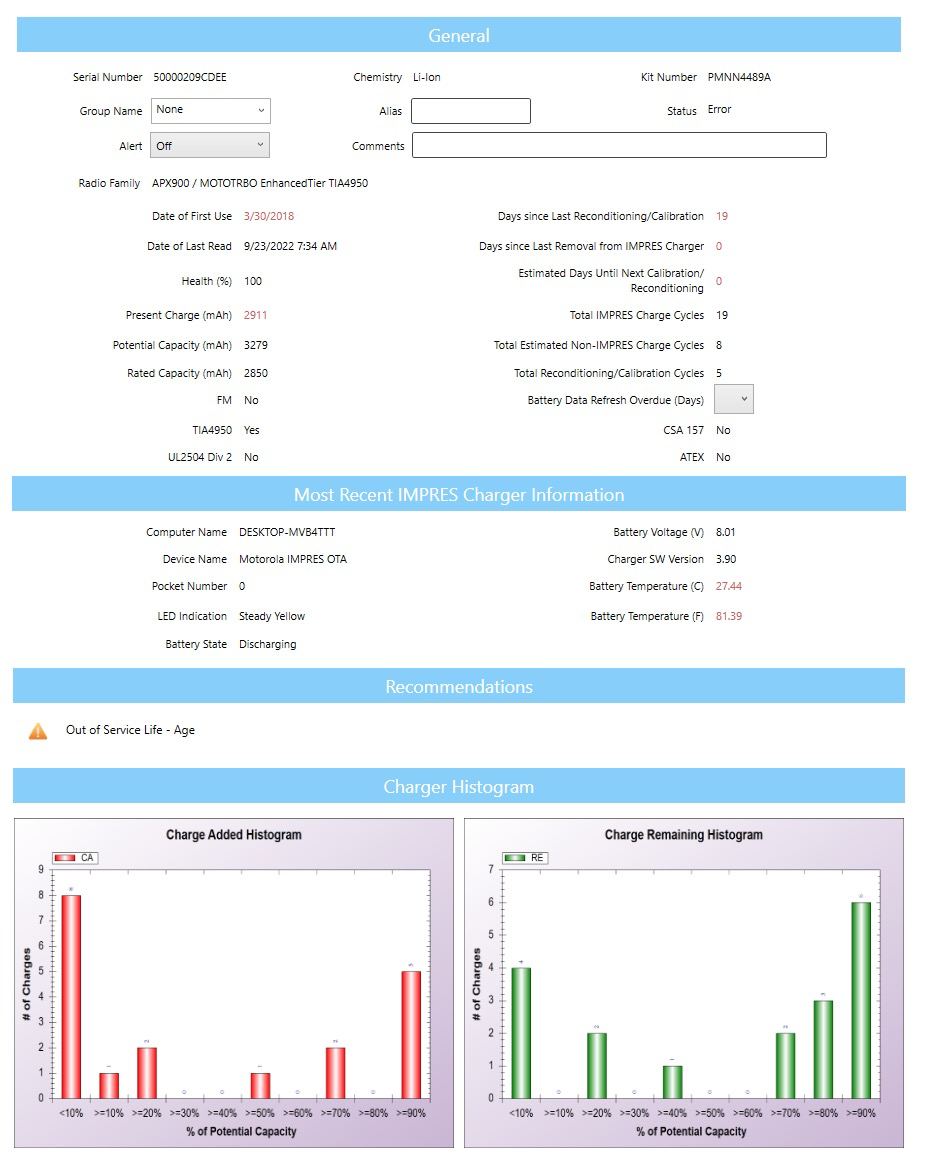 General
Serial Number 50000209CDEE Chemistry Li-Ion Kit Number PMNN4489A
Group Name None Alias Status Error
Alert Off Comments
Radio Family APX900 / MOTOTRBO EnhancedTier TIA4950
Date of First Use 3/30/2018 Days since Last Reconditioning/Calibration 19
Date of Last Read 9/23/2022 7:34 AM Days since Last Removal from IMPRES Charger 0
Health (%) 100 Estimated Days Until Next Calibration/
Reconditioning 0
Present Charge (mAh) 2911 Total IMPRES Charge Cycles 19
Potential Capacity (mAh) 3279 Total Estimated Non-IMPRES Charge Cycles 8
Rated Capacity (mAh) 2850 Total Reconditioning/Calibration Cycles 5
FM No Battery Data Refresh Overdue (Days)
TIA4950 Yes CSA 157 No
UL2504 Div 2 No ATEX No
Most Recent IMPRES Charger Information
Computer Name DESKTOP-MVB4TTT Battery Voltage (V) 8.01
Device Name Motorola IMPRES OTA Charger SW Version 3.90
Pocket Number 0 Battery Temperature (C) 27.44
LED Indication Steady Yellow Battery Temperature (F) 81.39
Battery State Discharging
Recommendations
Out of Service Life - Age
Charger Histogram
Charge Added Histogram
CA
9
8
7
6
5
4
3
2
1
0
# of Charges
8 1 2 0 0 1 0 2 0 5
<10% >=10% >=20% >=30% >=40% >=50% >=60% >=70% >=80% >=90%
% of Potential Capacity
Charge Remaining Histogram
RE
7
6
5
4
3
2
1
0
# of Charges
4 0 2 0 1 0 0 2 3 6
<10% >=10% >=20% >=30% >=40% >=50% >=60% >=70% >=80% >=90%
% of Potential Capacity